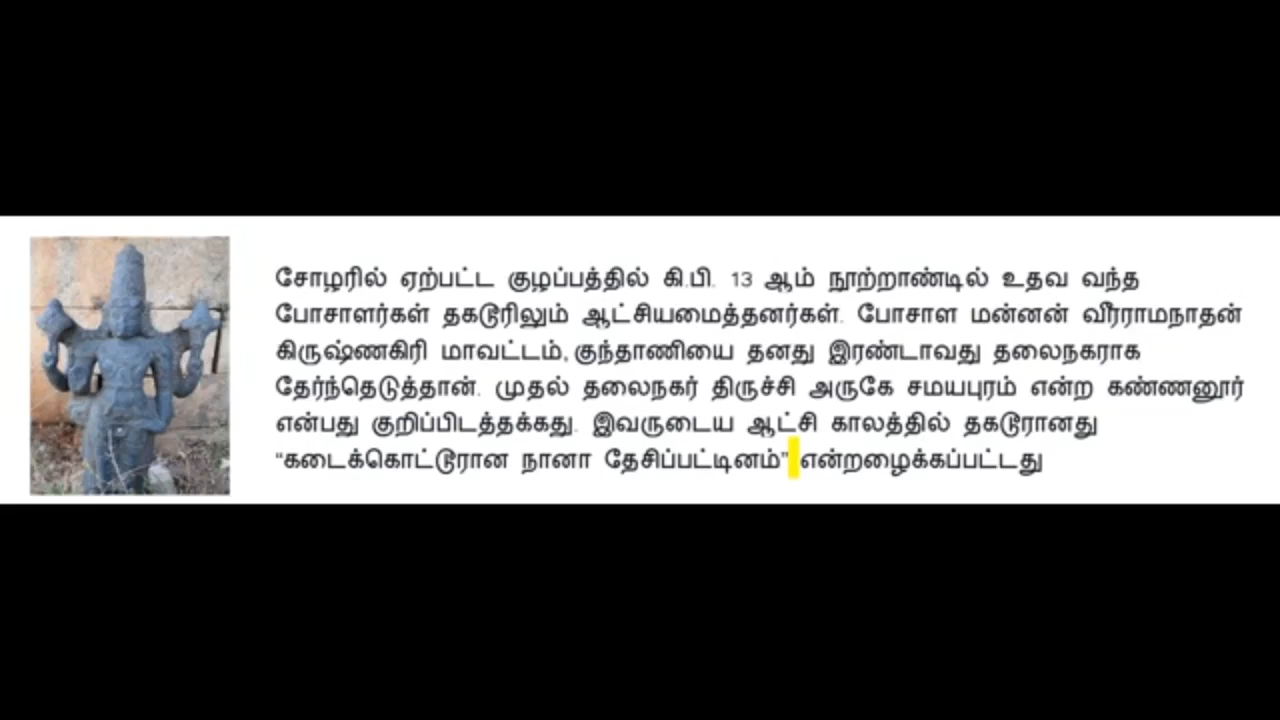 சோழரில் ஏற்பட்ட குழப்பத்தில் கி.பி. 13 ஆம் நூற்றாண்டில் உதவ வந்த
போசாளர்கள் தகடூரிலும் ஆட்சியமைத்தனர்கள். போசாள மன்னன் வீரராமநாதன்
கிருஷ்ணகிரி மாவட்டம், குந்தாணியை தனது இரண்டாவது தலைநகராக
தேர்ந்தெடுத்தான். முதல் தலைநகர் திருச்சி அருகே சமயபுரம் என்ற கண்ணனூர்
என்பது குறிப்பிடத்தக்கது. இவருடைய ஆட்சி காலத்தில் தகடூரானது
“கடைக்கொட்டூரான நானா தேசிப்பட்டினம்” என்றழைக்கப்பட்டது